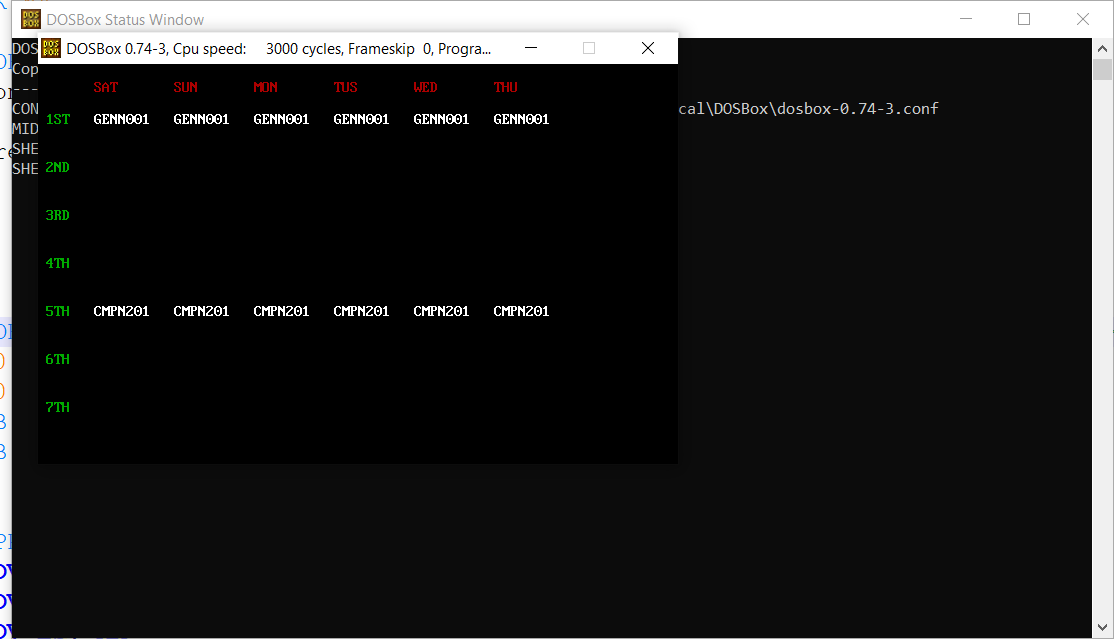 DOSBox Status Window
DOSBox 0.74-3, Cpu speed: 3000 cycles, Frameskip 0, Progra...
DOS
Cop
---
CON
cal\DOSBox\dosbox-0.74-3.conf
MID
SHE
SHE
SAT SUN MON TUS WED THU
1ST GENN001 GENN001 GENN001 GENN001 GENN001 GENN001
2ND
3RD
4TH
5TH CMPN201 CMPN201 CMPN201 CMPN201 CMPN201 CMPN201
6TH
7TH